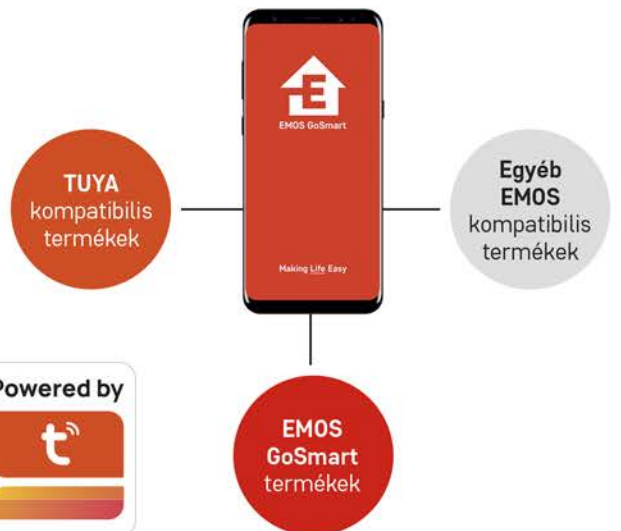 E
EMOS GoSmart
TUYA
kompatibilis
termékek
Egyéb
EMOS
kompatibilis
termékek
Making Life Easy
Powered by
t
EMOS
GoSmart
termékek